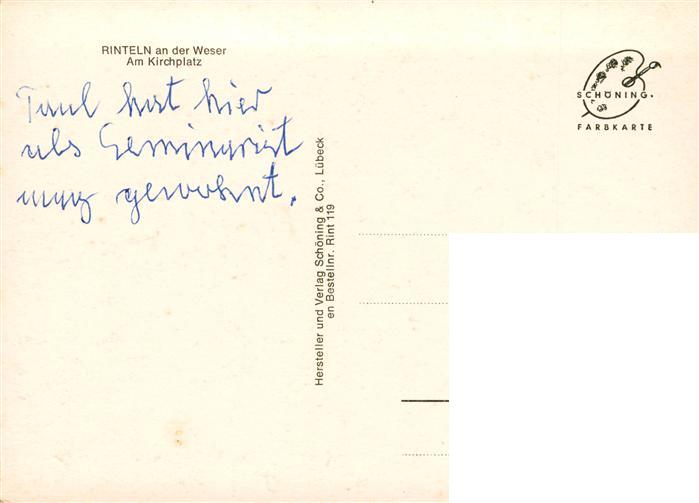 RINTELN an der Weser
Am Kirchplatz
Paul hat hier
als Seminarist
gewohnt.
SCHÖNING
FARBKARTE
Hersteller und Verlag Schöning & Co., Lübeck
en Bestellnr. Rint 119